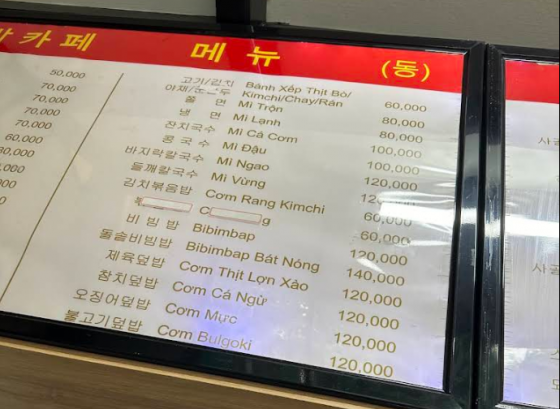 카 페 메 뉴 (동)
50,000
70,000
70,000
70,000
70,000
60,000
고기/김치 Bánh Xếp Thịt Bò/
Kimchi/Chay/Rán 60,000
쫄 면 Mì Trộn 80,000
냉 면 Mì Lạnh 80,000
잔치국수 Mì Cá Cơm 100,000
콩 국 수 Mì Đậu 100,000
바지락칼국수 Mì Ngao 120,000
들깨칼국수 Mì Vừng
김치볶음밥 Cơm Rang Kimchi 60,000
60,000
비 빔 밥 Bibimbap 120,000
돌솥비빔밥 Bibimbap Bát Nóng 140,000
제육덮밥 Cơm Thịt Lợn Xào 120,000
참치덮밥 Cơm Cá Ngừ 120,000
오징어덮밥 Cơm Mực 120,000
불고기덮밥 Cơm Bulgoki 120,000